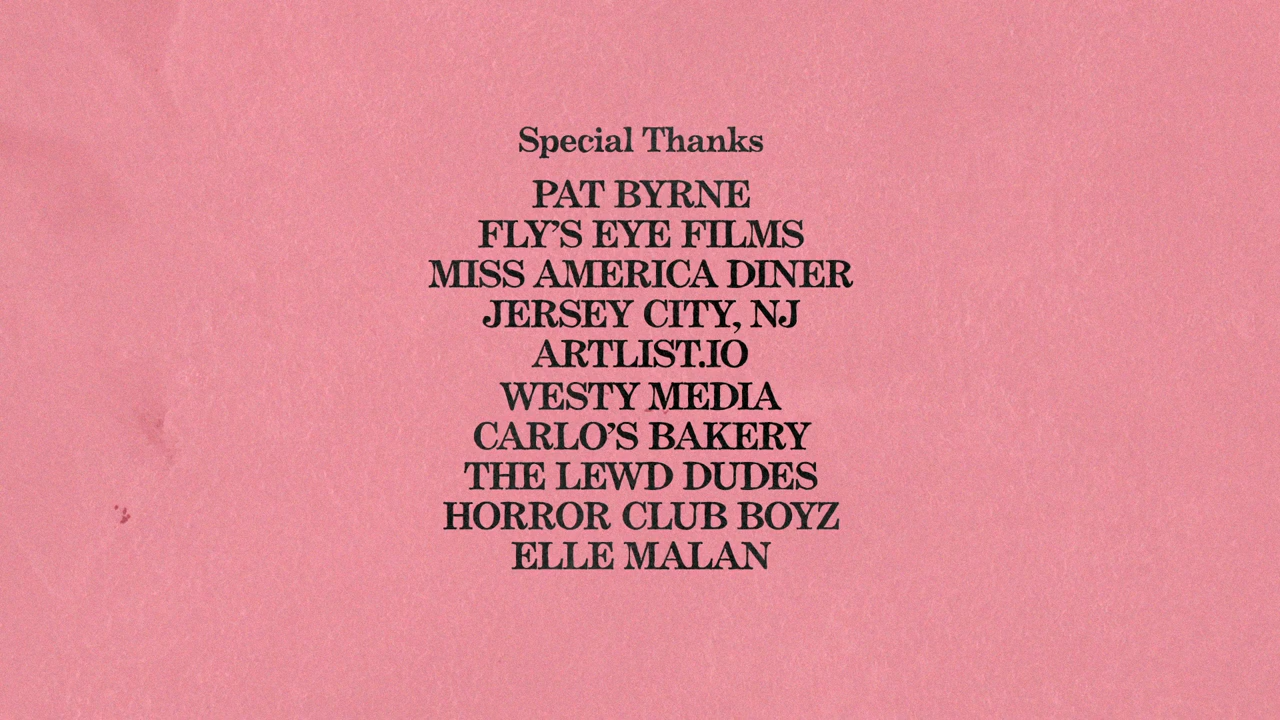 Special Thanks
PAT BYRNE
FLY’S EYE FILMS
MISS AMERICA DINER
JERSEY CITY, NJ
ARTLIST.IO
WESTY MEDIA
CARLO’S BAKERY
THE LEWD DUDES
HORROR CLUB BOYZ
ELLE MALAN